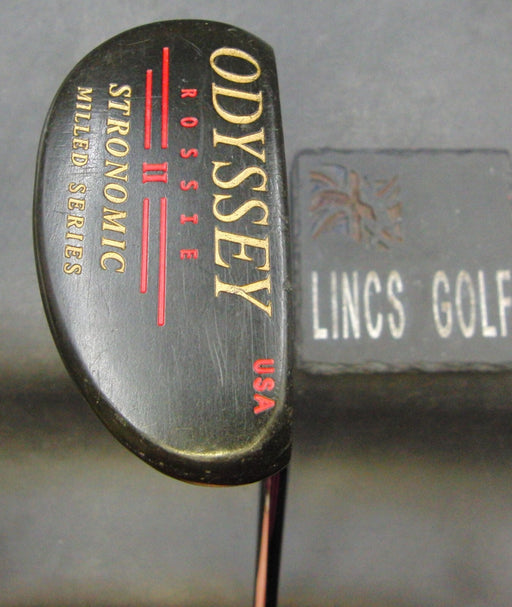 ODYSSEY
ROSSIE
II
STRONOMIC
MILLED SERIES
USA
LINCS GOLF